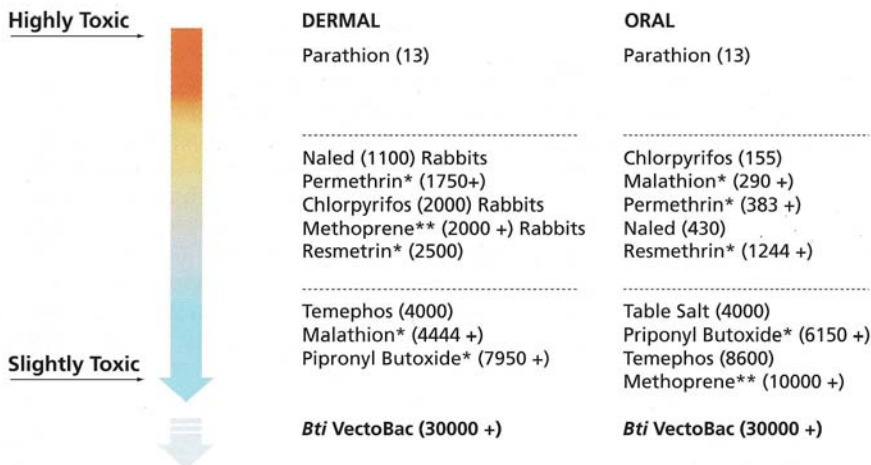 Highly Toxic
DERMAL
Parathion (13)
Naled (1100) Rabbits
Permethrin* (1750+)
Chlorpyrifos (2000) Rabbits
Methoprene** (2000 +) Rabbits
Resmetrin* (2500)
Temephos (4000)
Malathion* (4444 +)
Pipronyl Butoxide* (7950 +)
Bti VectoBac (30000 +)
ORAL
Parathion (13)
Chlorpyrifos (155)
Malathion* (290 +)
Permethrin* (383 +)
Naled (430)
Resmethrin* (1244 +)
Table Salt (4000)
Priponyl Butoxide* (6150 +)
Temephos (8600)
Methoprene** (10000 +)
Bti VectoBac (30000 +)
Slightly Toxic